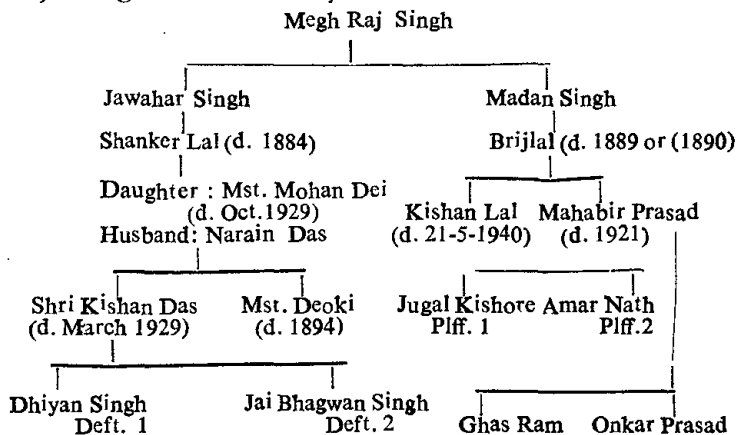 Megh Raj Singh
Jawahar Singh Madan Singh
Shanker Lal (d. 1884) Brijlal (d. 1889 or (1890)
Daughter : Mst. Mohan Dei
(d. Oct.1929) Kishan Lal Mahabir Prasad
Husband: Narain Das (d. 21-5-1940) (d. 1921)
Shri Kishan Das Mst. Deoki Jugal Kishore Amar Nath
(d. March 1929) (d. 1894) Plff. 1 Plff.2
Dhiyan Singh Jai Bhagwan Singh
Deft. 1 Deft. 2 Ghas Ram Onkar Prasad